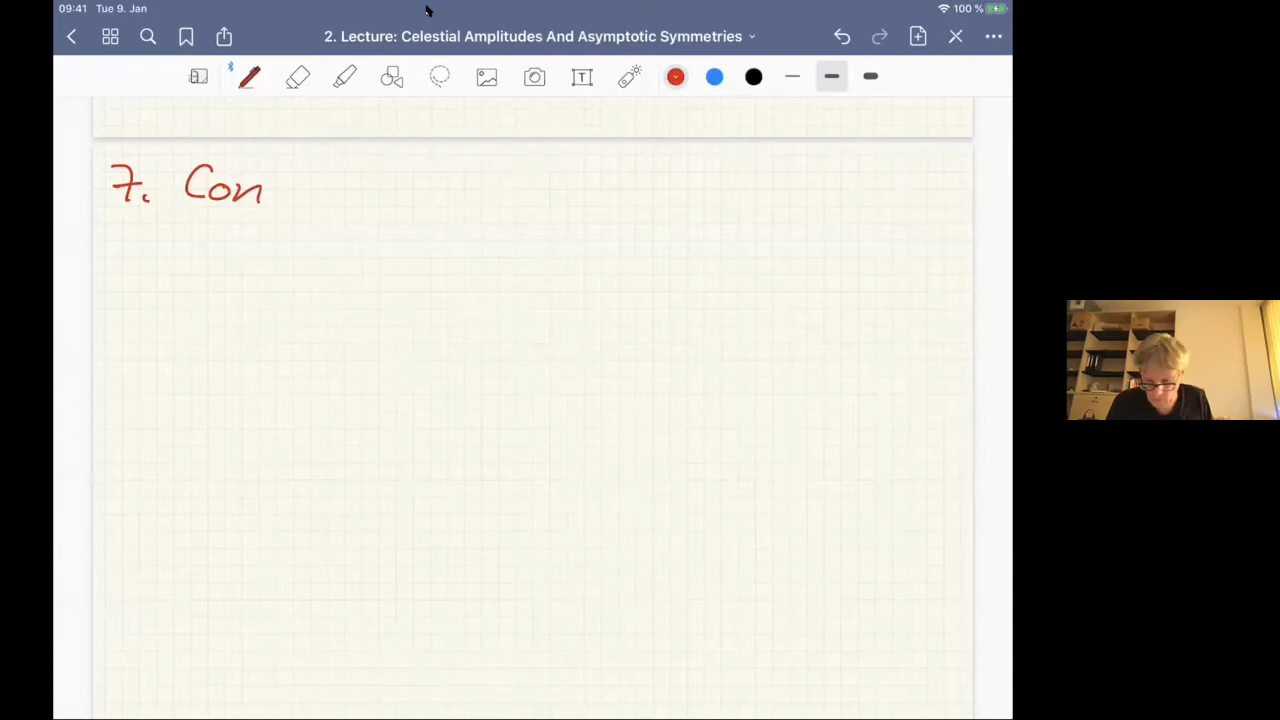 09:41 Tue 9. Jan
100 %
2. Lecture: Celestial Amplitudes And Asymptotic Symmetries
T
7. Con